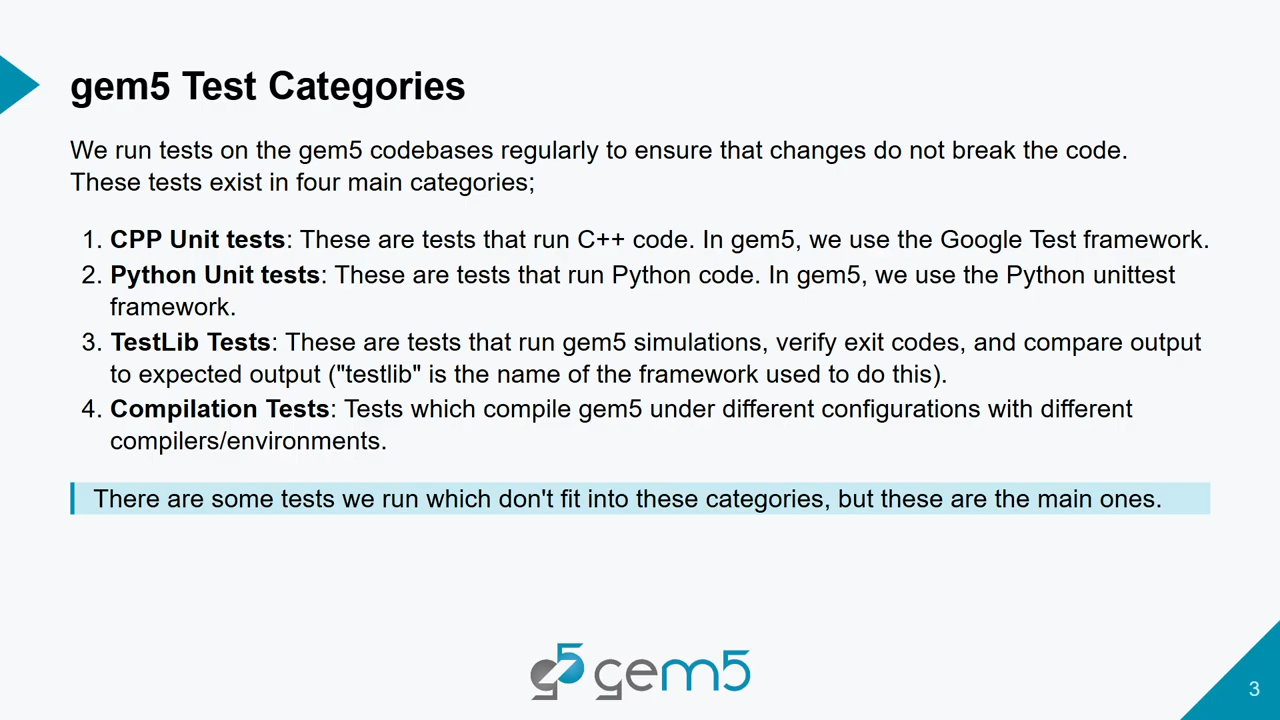 gem5 Test Categories
We run tests on the gem5 codebases regularly to ensure that changes do not break the code.
These tests exist in four main categories;
1. CPP Unit tests: These are tests that run C++ code. In gem5, we use the Google Test framework.
2. Python Unit tests: These are tests that run Python code. In gem5, we use the Python unittest
framework.
3. TestLib Tests: These are tests that run gem5 simulations, verify exit codes, and compare output
to expected output ("testlib" is the name of the framework used to do this).
4. Compilation Tests: Tests which compile gem5 under different configurations with different
compilers/environments.
There are some tests we run which don't fit into these categories, but these are the main ones.
g5 gem5
3